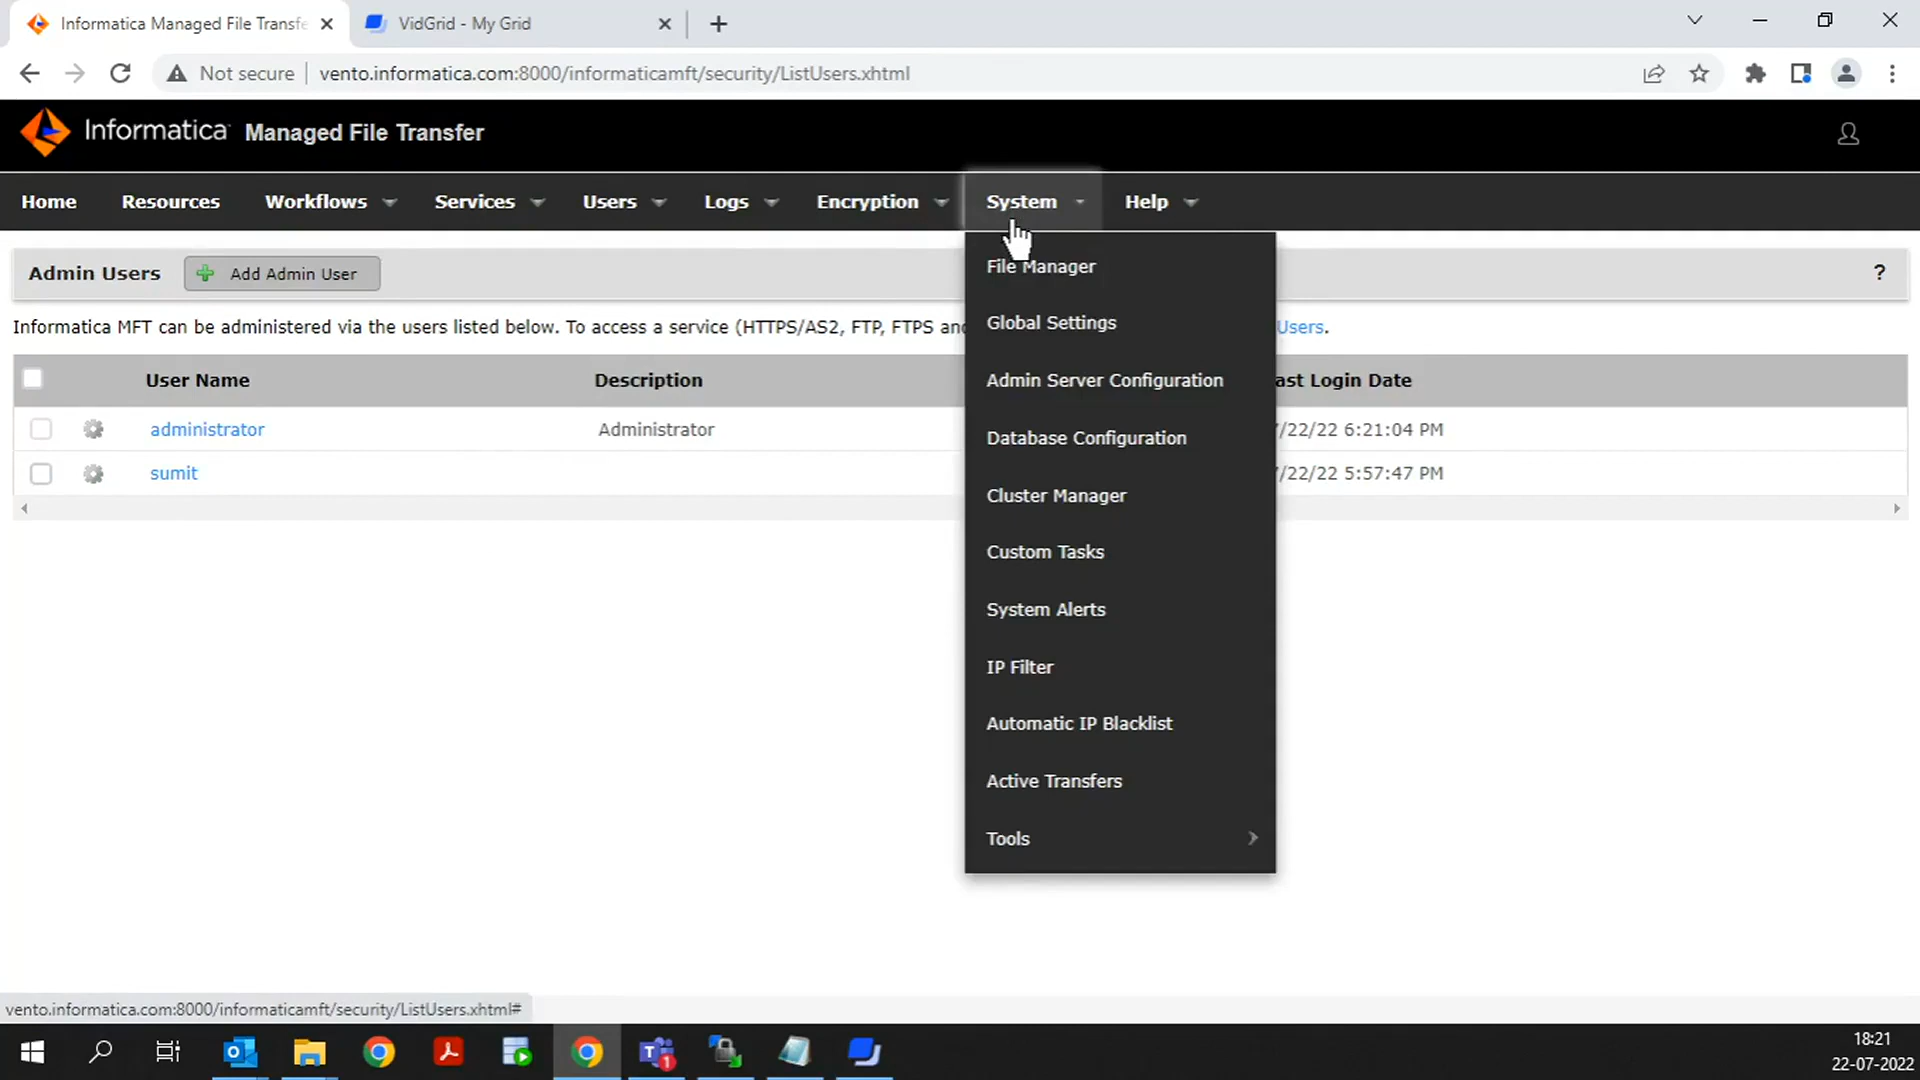 Informatica Managed File Transfe
VidGrid - My Grid
Not secure
vento.informatica.com:8000/informaticamft/security/ListUsers.xhtml
Informatica Managed File Transfer
Home Resources Workflows Services Users Logs Encryption System Help
Admin Users
Add Admin User
?
File Manager
Informatica MFT can be administered via the users listed below. To access a service (HTTPS/AS2, FTP, FTPS and
Users.
Global Settings
User Name Description
ast Login Date
Admin Server Configuration
administrator Administrator
/22/22 6:21:04 PM
Database Configuration
sumit
/22/22 5:57:47 PM
Cluster Manager
Custom Tasks
System Alerts
IP Filter
Automatic IP Blacklist
Active Transfers
Tools
vento.informatica.com:8000/informaticamft/security/ListUsers.xhtml#
1
18:21
22-07-2022